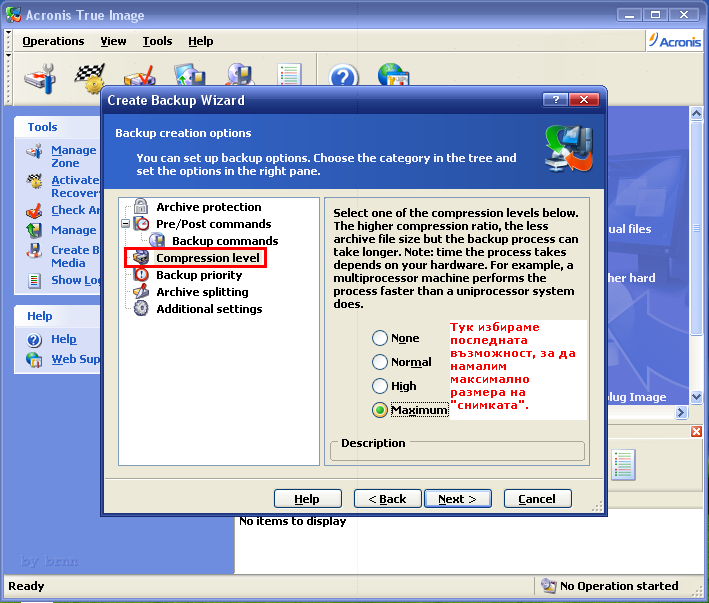 Acronis True Image
Operations View Tools Help
Acronis
Create Backup Wizard
Backup creation options
You can set up backup options. Choose the category in the tree and
set the options in the right pane.
Tools
Manage
Zone
Activate
Recover
Check Ar
Manage
Create B
Media
Show Lo
Help
Help
Web Sup
Archive protection
Pre/Post commands
Backup commands
Compression level
Backup priority
Archive splitting
Additional settings
Select one of the compression levels below.
The higher compression ratio, the less
archive file size but the backup process can
take longer. Note: time the process takes
depends on your hardware. For example, a
multiprocessor machine performs the
process faster than a uniprocessor system
does.
None
Normal
High
Maximum
Тук избираме
последната
възможност, за да
намалим
максимално
размера на
"снимката".
Description
ual files
her hard
plug Image
Help
< Back
Next >
Cancel
No items to display
by brnn
Ready
No Operation started